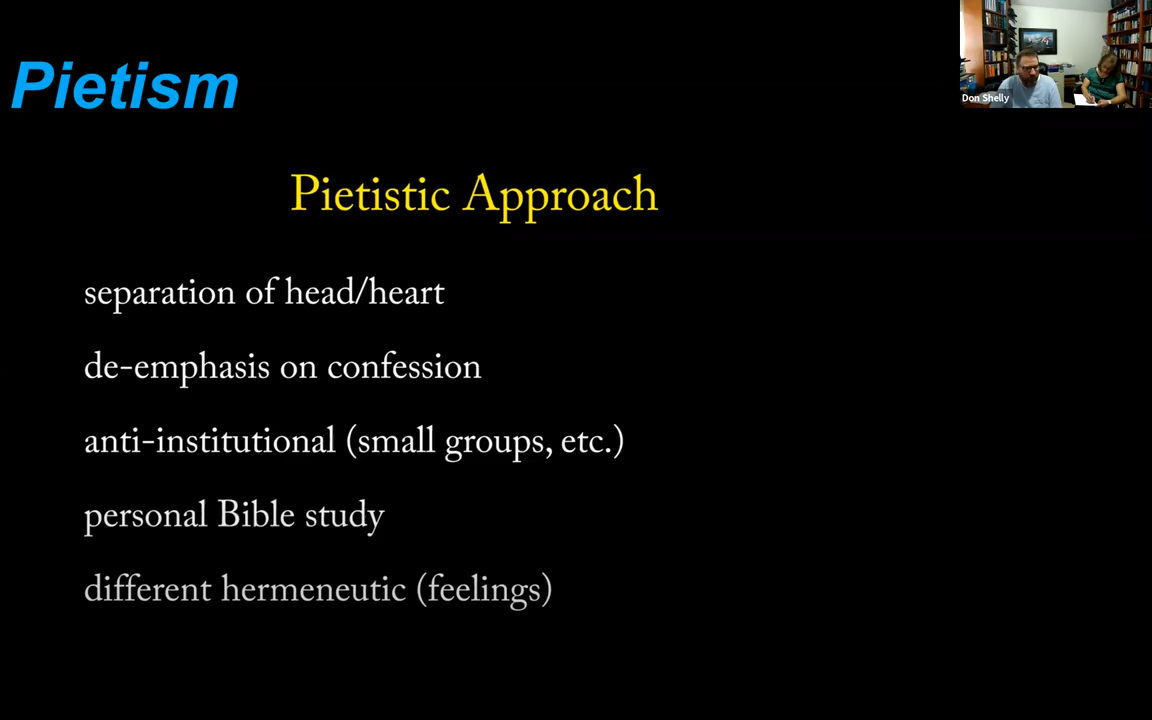 Pietism
Don Shelly
Pietistic Approach
separation of head/heart
de-emphasis on confession
anti-institutional (small groups, etc.)
personal Bible study
different hermeneutic (feelings)